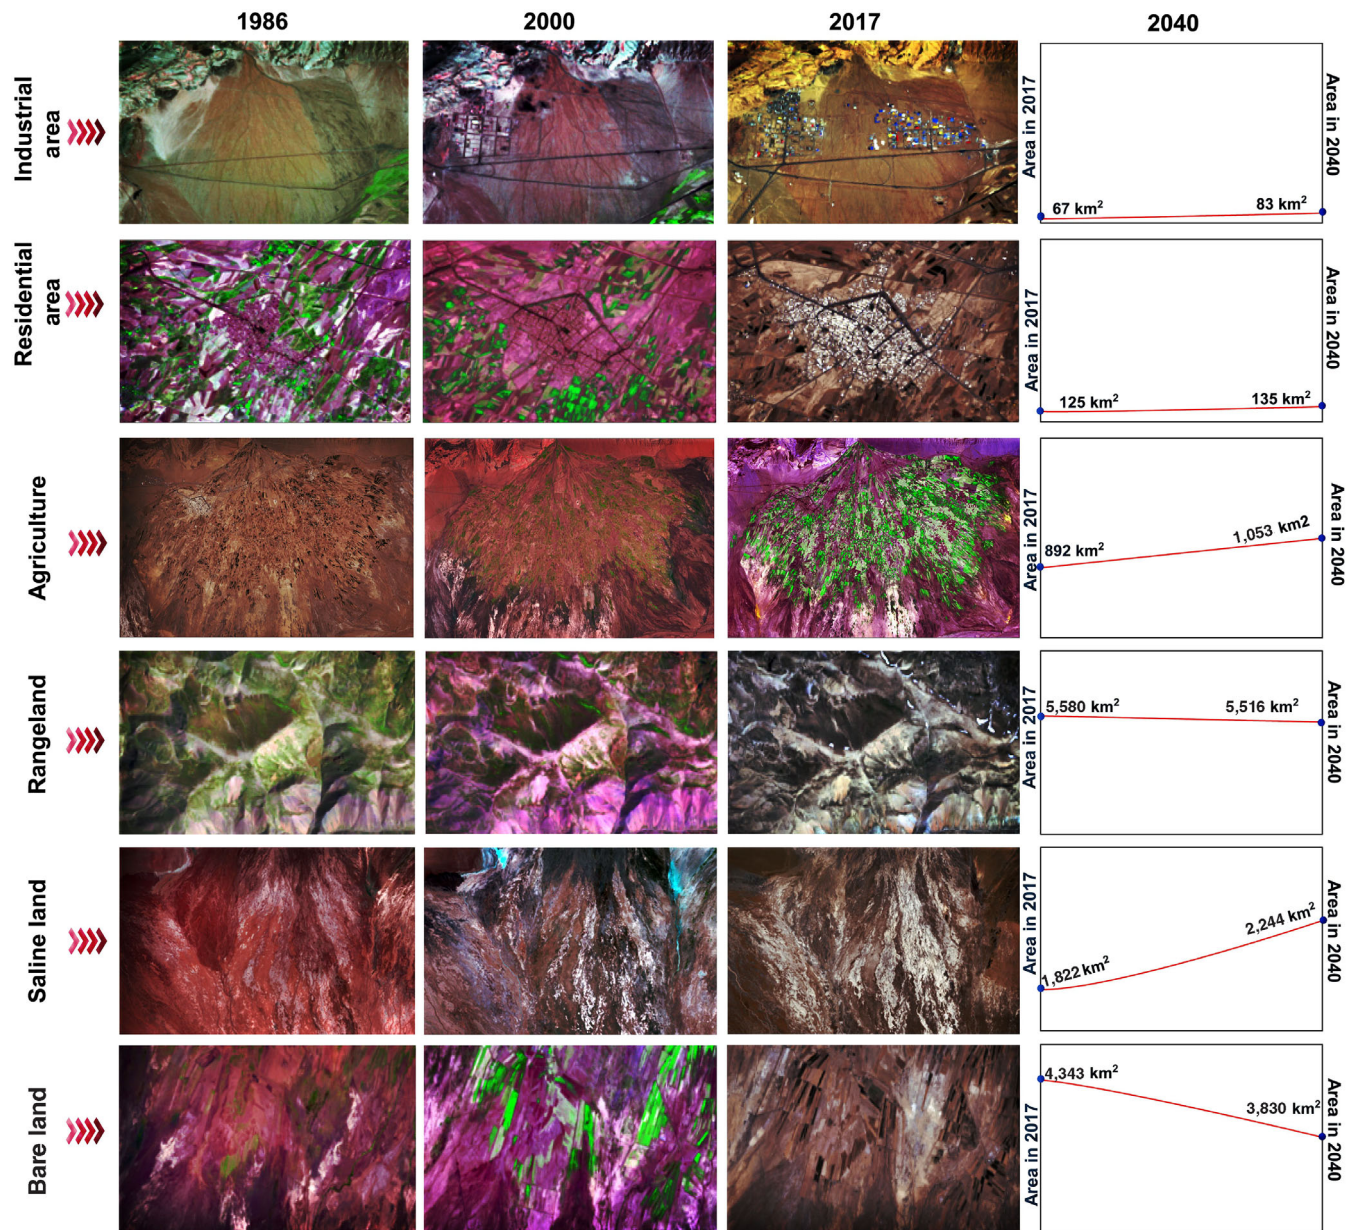 1986
2000
2017
2040
Industrial
area
Area in 2017
67 km²
83 km²
Area in 2040
Residential
area
Area in 2017
125 km²
135 km²
Area in 2040
Agriculture
Area in 2017
892 km²
1,053 km2
Area in 2040
Rangeland
Area in 2017
5,580 km²
5,516 km²
Area in 2040
Saline land
Area in 2017
1,822 km²
2,244 km²
Area in 2040
Bare land
Area in 2017
4,343 km²
3,830 km²
Area in 2040